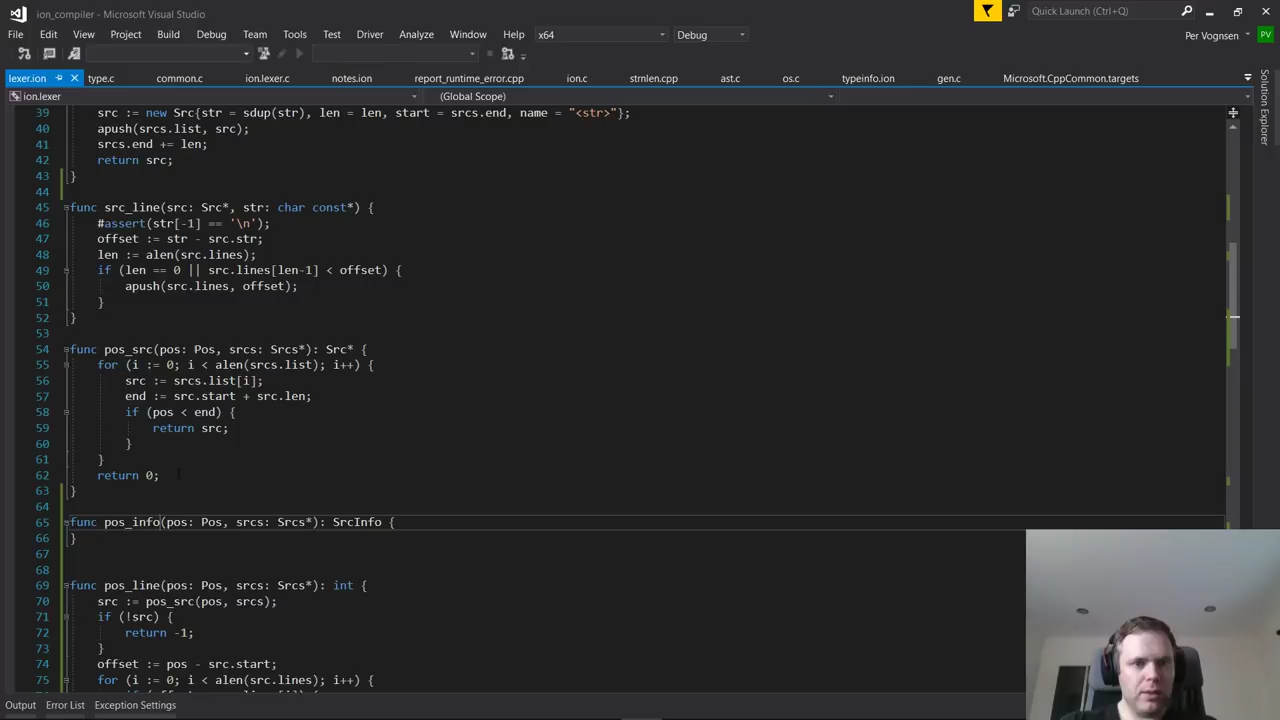 ion_compiler - Microsoft Visual Studio
Quick Launch (Ctrl+Q)
File Edit View Project Build Debug Team Tools Test Driver Analyze Window Help x64 Debug
Per Vognsen PV
lexer.ion type.c common.c ion.lexer.c notes.ion report_runtime_error.cpp ion.c strnlen.cpp ast.c os.c typeinfo.ion gen.c Microsoft.CppCommon.targets
ion.lexer (Global Scope)
Solution Explorer
39 src := new Src{str = sdup(str), len = len, start = srcs.end, name = "<str>"};
40 apush(srcs.list, src);
41 srcs.end += len;
42 return src;
43 }
44
45 func src_line(src: Src*, str: char const*) {
46 #assert(str[-1] == '\n');
47 offset := str - src.str;
48 len := alen(src.lines);
49 if (len == 0 || src.lines[len-1] < offset) {
50 apush(src.lines, offset);
51 }
52 }
53
54 func pos_src(pos: Pos, srcs: Srcs*): Src* {
55 for (i := 0; i < alen(srcs.list); i++) {
56 src := srcs.list[i];
57 end := src.start + src.len;
58 if (pos < end) {
59 return src;
60 }
61 }
62 return 0;
63 }
64
65 func pos_info(pos: Pos, srcs: Srcs*): SrcInfo {
66 }
67
68
69 func pos_line(pos: Pos, srcs: Srcs*): int {
70 src := pos_src(pos, srcs);
71 if (!src) {
72 return -1;
73 }
74 offset := pos - src.start;
75 for (i := 0; i < alen(src.lines); i++) {
Output Error List Exception Settings